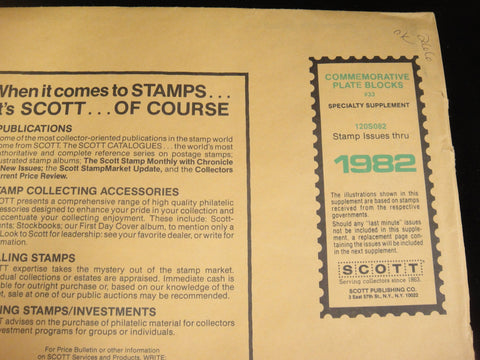 When it comes to STAMPS...
it's SCOTT...OF COURSE
PUBLICATIONS
ome of the most collector-oriented publications in the stamp world
ome from SCOTT. The SCOTT CATALOGUES... the world's most
uthoritative and complete reference series on postage stamps;
ustrated stamp albums; The Scott Stamp Monthly with Chronicle
New Issues; the Scott StampMarket Update, and the Collectors
rrent Price Review.
TAMP COLLECTING ACCESSORIES
OTT presents a comprehensive range of high quality philatelic
cessories designed to enhance your pride in your collection and
accentuate your collecting enjoyment. These include: Scott-
unts; Stockbooks; our First Day Cover album, to mention only a
Look to Scott for leadership: see your favorite dealer, or write for
rmation.
LLING STAMPS
OTT expertise takes the mystery out of the stamp market.
idual collections or estates are appraised. Immediate cash is
ble for outright purchase or, based on our knowledge of the
et, sale at one of our public auctions may be recommended.
ING STAMPS/INVESTMENTS
T advises on the purchase of philatelic material for collectors
vestment programs for groups or individuals.
For Price Bulletin or other Information
on SCOTT Services and Products, WRITE:
COMMEMORATIVE
PLATE BLOCKS
#33
SPECIALTY SUPPLEMENT
120S082
Stamp Issues thru
1982
The illustrations shown in this
supplement are based on stamps
received from the respective
governments.
Should any "last minute" issues
not be included in this supple-
ment, a replacement page con-
taining the issues will be included
in the next supplement.
SCOTT
Serving collectors since 1863.
SCOTT PUBLISHING CO.
3 East 57th St., N.Y., N.Y. 10022